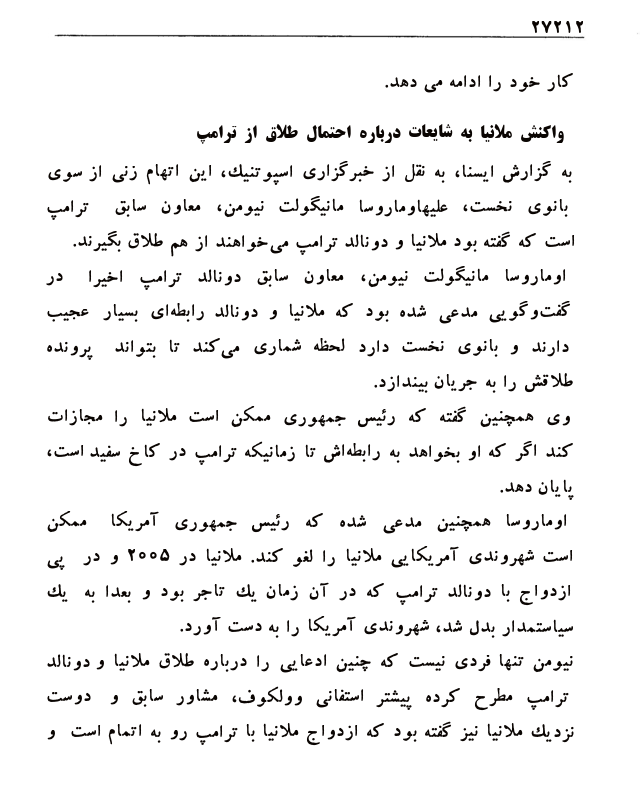 ۲۷۲۱۲
کار خود را ادامه می دهد.
واکنش ملانیا به شایعات درباره احتمال طلاق از ترامپ
به گزارش ایسنا، به نقل از خبرگزاری اسپوتنیك، این اتهام زنی از سوی
بانوی نخست، علیهاوماروسا مانیگولت نیومن، معاون سابق ترامپ
است که گفته بود ملانیا و دونالد ترامپ می‌خواهند از هم طلاق بگیرند.
اوماروسا مانیگولت نیومن، معاون سابق دونالد ترامپ اخیرا در
گفت‌وگویی مدعی شده بود که ملانیا و دونالد رابطه‌ای بسیار عجیب
دارند و بانوی نخست دارد لحظه شماری می‌کند تا بتواند پرونده
طلاقش را به جریان بیندازد.
وی همچنین گفته که رئیس جمهوری ممکن است ملانیا را مجازات
کند اگر که او بخواهد به رابطه‌اش تا زمانیکه ترامپ در کاخ سفید است،
پایان دهد.
اوماروسا همچنین مدعی شده که رئیس جمهوری آمریکا ممکن
است شهروندی آمریکایی ملانیا را لغو کند. ملانیا در ۲۰۰۵ و در پی
ازدواج با دونالد ترامپ که در آن زمان یك تاجر بود و بعدا به یك
سیاستمدار بدل شد، شهروندی آمریکا را به دست آورد.
نیومن تنها فردی نیست که چنین ادعایی را درباره طلاق ملانیا و دونالد
ترامپ مطرح کرده پیشتر استفانی وولکوف، مشاور سابق و دوست
نزدیك ملانیا نیز گفته بود که ازدواج ملانیا با ترامپ رو به اتمام است و